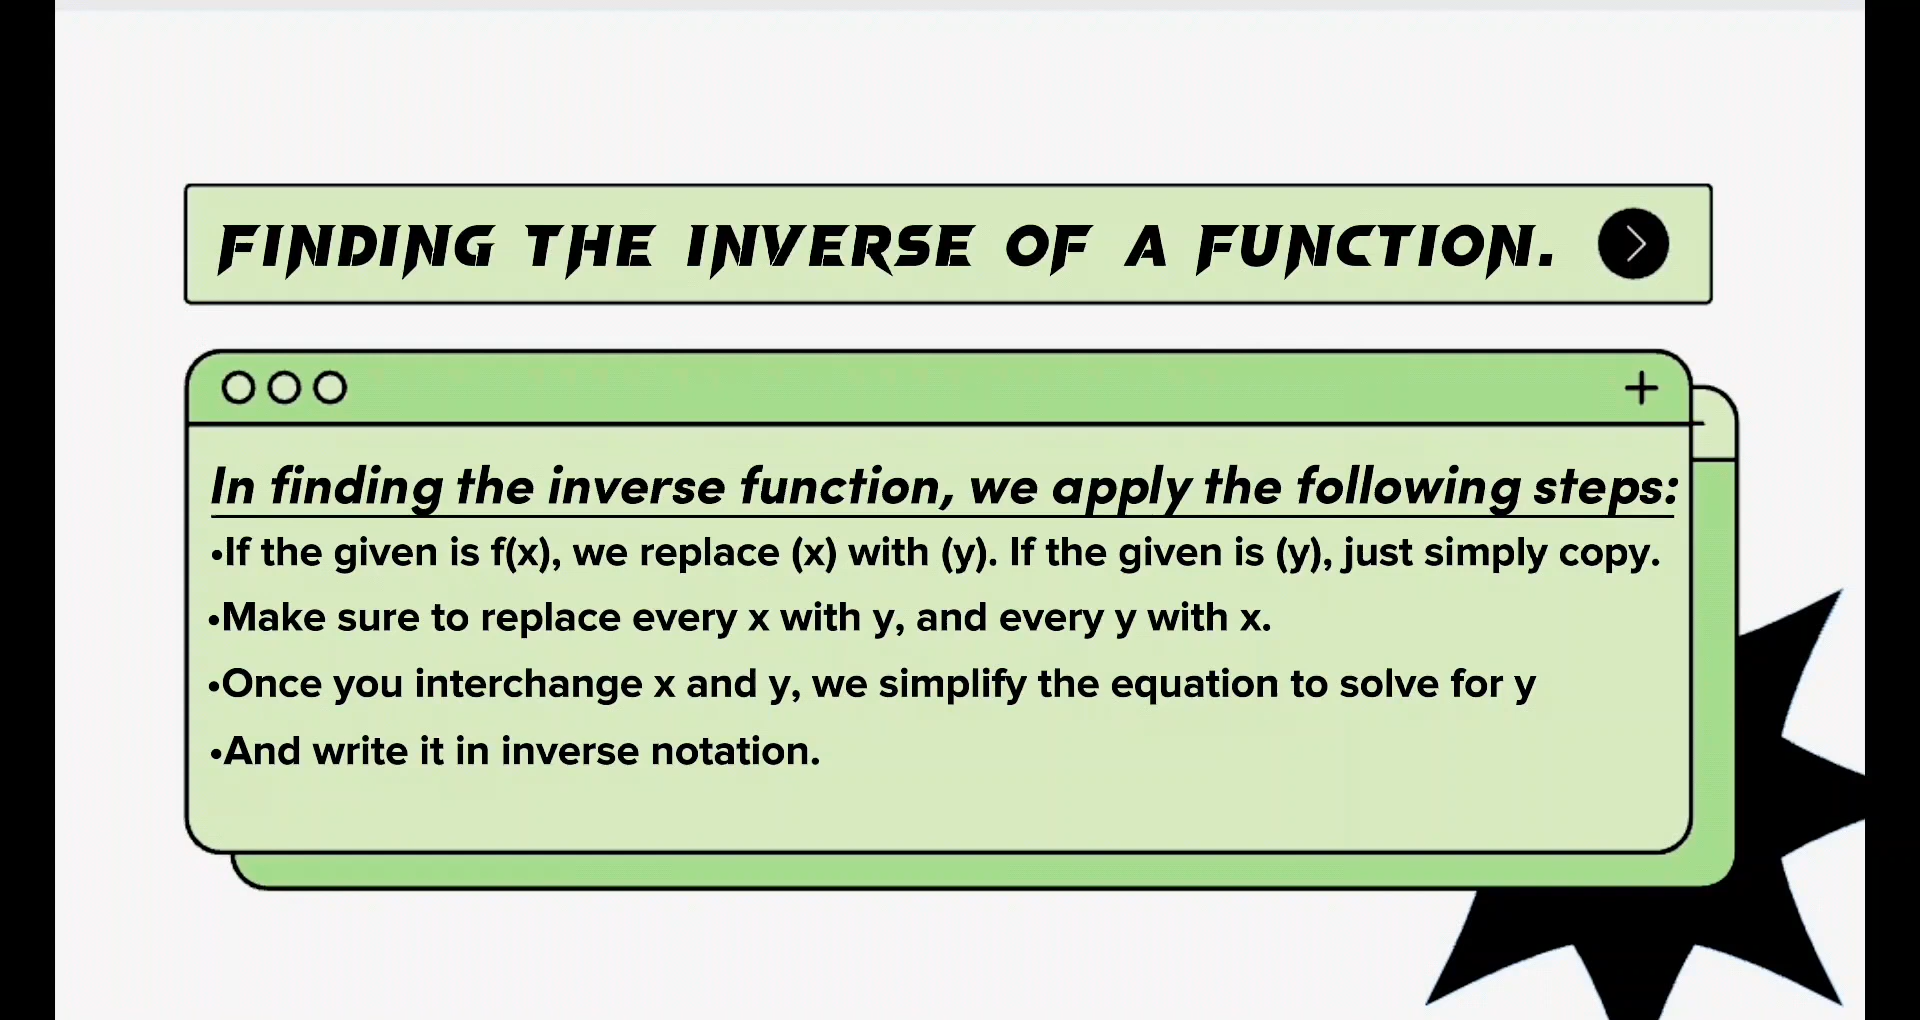 FINDING THE INVERSE OF A FUNCTION.
In finding the inverse function, we apply the following steps:
•If the given is f(x), we replace (x) with (y). If the given is (y), just simply copy.
•Make sure to replace every x with y, and every y with x.
•Once you interchange x and y, we simplify the equation to solve for y
•And write it in inverse notation.